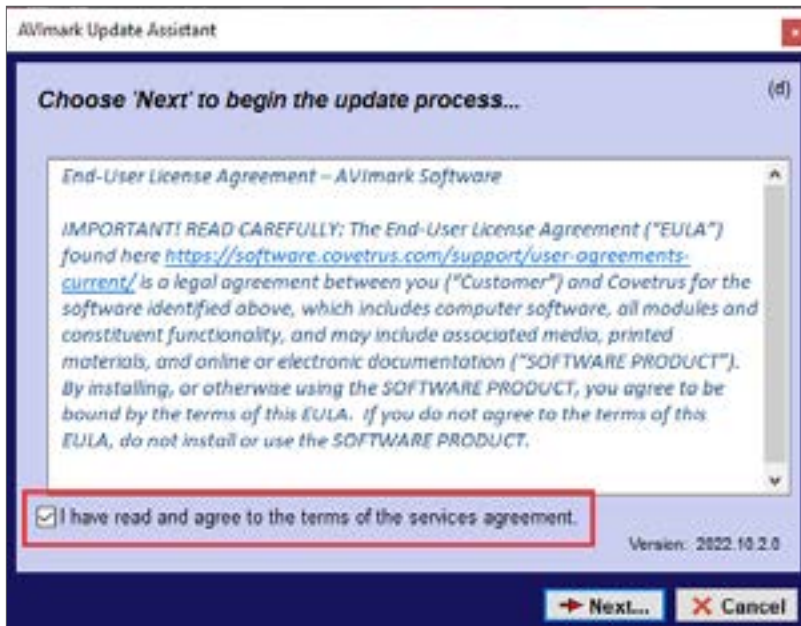 AVImark Update Assistant
Choose 'Next' to begin the update process...
(d)
End-User License Agreement – AVImark Software
IMPORTANT! READ CAREFULLY: The End-User License Agreement ("EULA")
found here https://software.covetrus.com/support/user-agreements-
current/ is a legal agreement between you ("Customer") and Covetrus for the
software identified above, which includes computer software, all modules and
constituent functionality, and may include associated media, printed
materials, and online or electronic documentation ("SOFTWARE PRODUCT").
By installing, or otherwise using the SOFTWARE PRODUCT, you agree to be
bound by the terms of this EULA. If you do not agree to the terms of this
EULA, do not install or use the SOFTWARE PRODUCT.
I have read and agree to the terms of the services agreement.
Version: 2022.10.2.0
Next...
Cancel